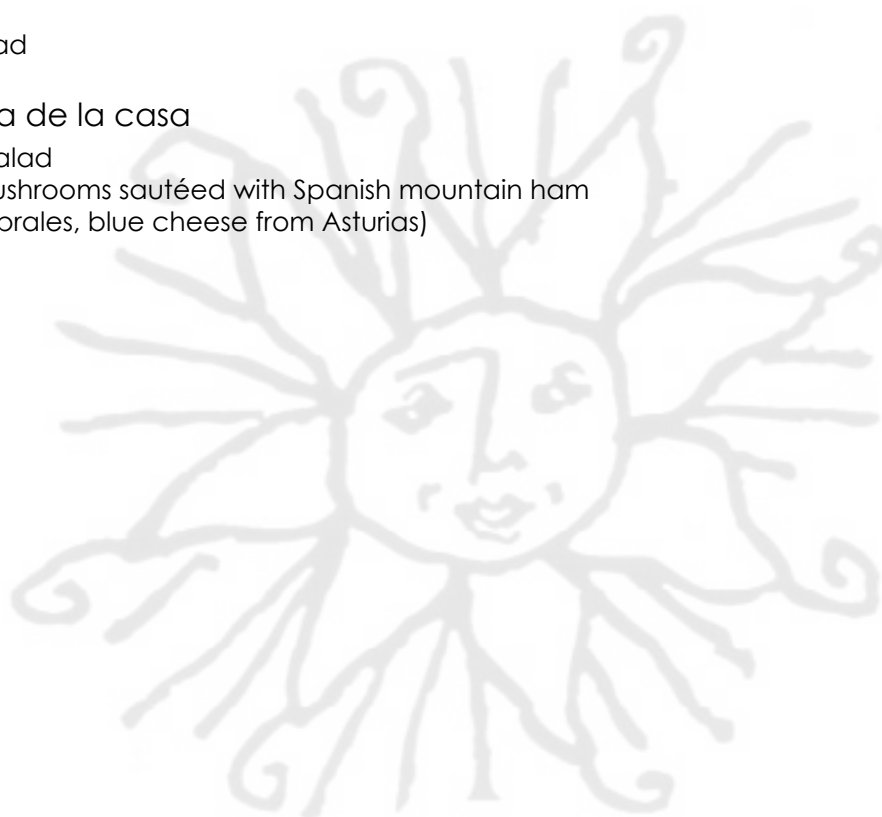 ad
a de la casa
alad
ushrooms sautéed with Spanish mountain ham
orales, blue cheese from Asturias)